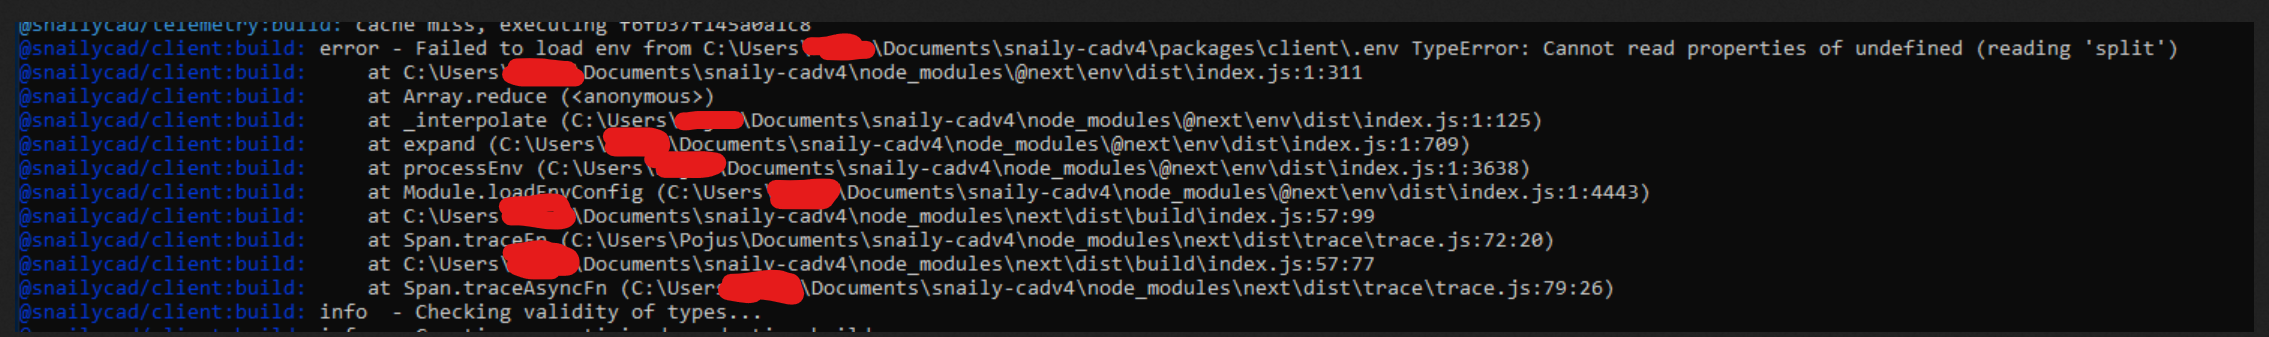 @snailycad/telemetry:build: cache miss, executing f6fb37f145a0a1c8
@snailycad/client:build: error - Failed to load env from C:\Users\ \Documents\snaily-cadv4\packages\client\.env TypeError: Cannot read properties of undefined (reading 'split')
@snailycad/client:build: at C:\Users Documents\snaily-cadv4\node_modules\@next\env\dist\index.js:1:311
@snailycad/client:build: at Array.reduce (<anonymous>)
@snailycad/client:build: at _interpolate (C:\Users\ \Documents\snaily-cadv4\node_modules\@next\env\dist\index.js:1:125)
@snailycad/client:build: at expand (C:\Users\ \Documents\snaily-cadv4\node_modules\@next\env\dist\index.js:1:709)
@snailycad/client:build: at processEnv (C:\Users\ Documents\snaily-cadv4\node_modules\@next\env\dist\index.js:1:3638)
@snailycad/client:build: at Module.loadEnvConfig (C:\Users\ \Documents\snaily-cadv4\node_modules\@next\env\dist\index.js:1:4443)
@snailycad/client:build: at C:\Users \Documents\snaily-cadv4\node_modules\next\dist\build\index.js:57:99
@snailycad/client:build: at Span.traceFn (C:\Users\Pojus\Documents\snaily-cadv4\node_modules\next\dist\trace\trace.js:72:20)
@snailycad/client:build: at C:\Users\ \Documents\snaily-cadv4\node_modules\next\dist\build\index.js:57:77
@snailycad/client:build: at Span.traceAsyncFn (C:\Users \Documents\snaily-cadv4\node_modules\next\dist\trace\trace.js:79:26)
@snailycad/client:build: info - Checking validity of types...